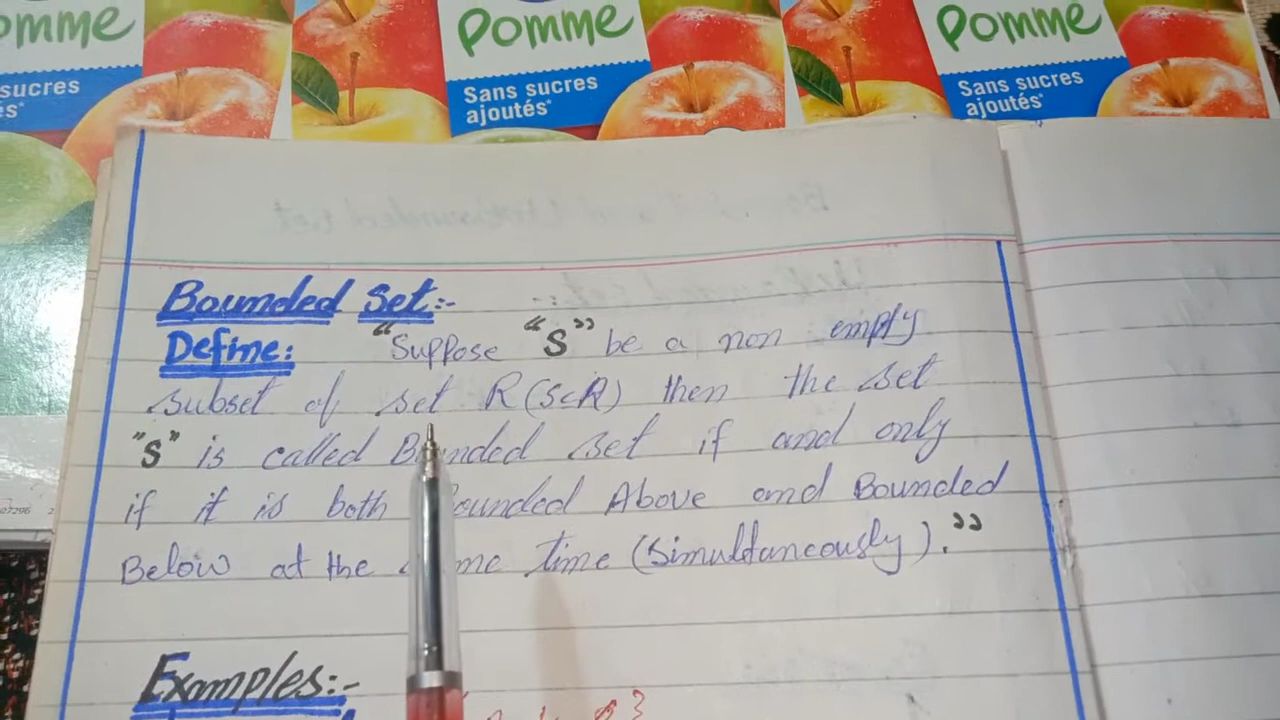 pomme
pomme
pomme
sucres
Sans sucres
ajoutés*
Sans sucres
ajoutés*
Bounded Set:-
Define: “Suppose “S” be a non empty
subset of set R(S⊂R) then the set
"S" is called Bounded set if and only
if it is both Bounded Above and Bounded
Below at the time (Simultaneously).”
Examples:-